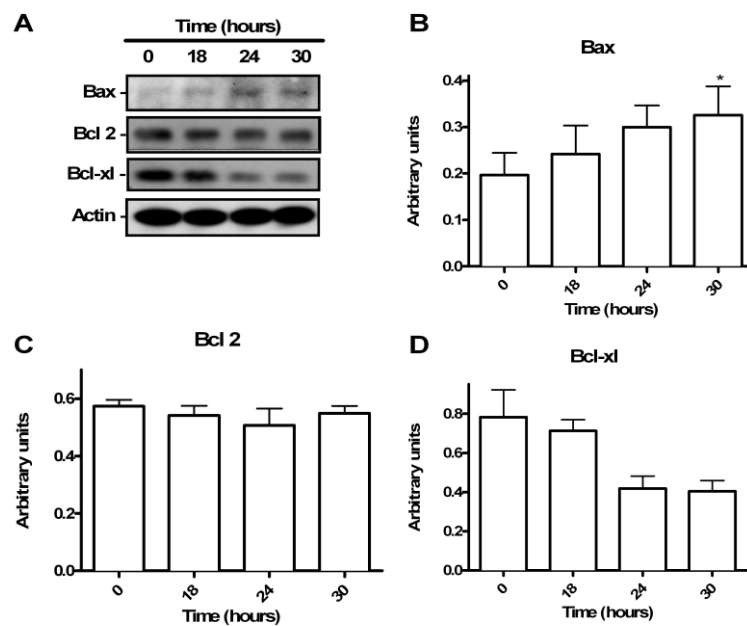 A
Time (hours)
0 18 24 30
Bax
Bcl 2
Bcl-xl
Actin
B
Bax
Arbitrary units
0.4
0.3
0.2
0.1
0.0
*
0 18 24 30
Time (hours)
C
Bcl 2
Arbitrary units
0.6
0.4
0.2
0.0
0 18 24 30
Time (hours)
D
Bcl-xl
Arbitrary units
0.8
0.6
0.4
0.2
0.0
0 18 24 30
Time (hours)